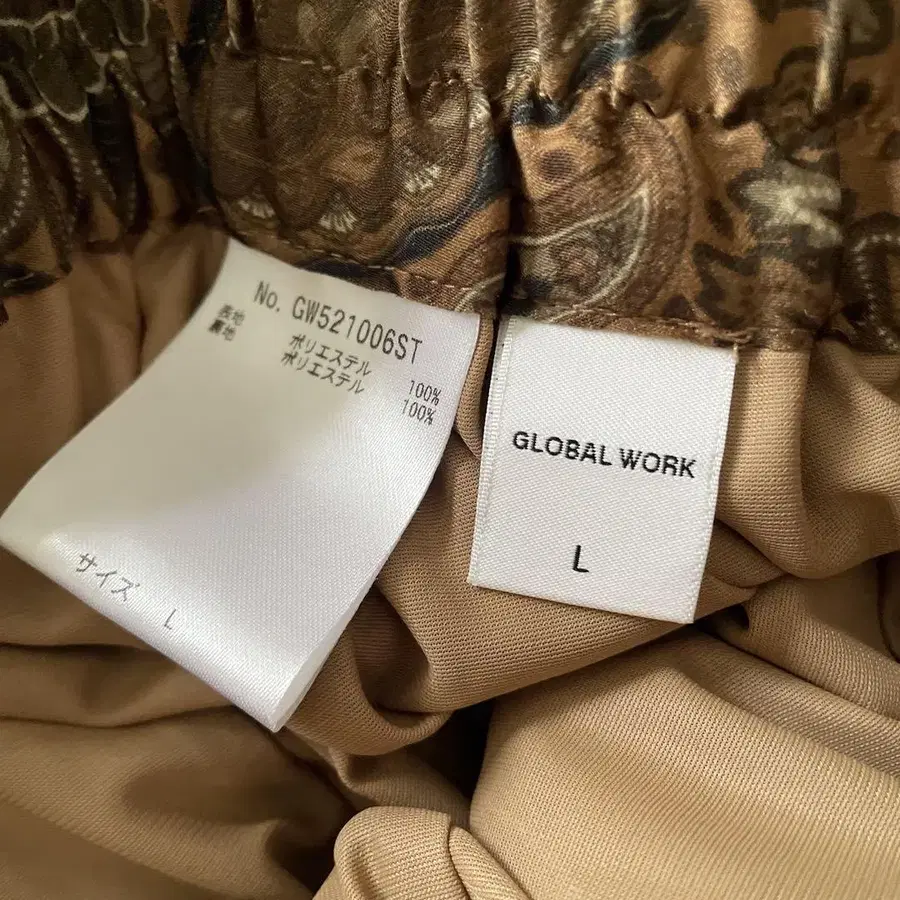 No. GW521006ST
表地 ポリエステル 100%
裏地 ポリエステル 100%
サイズ L
GLOBAL WORK
L